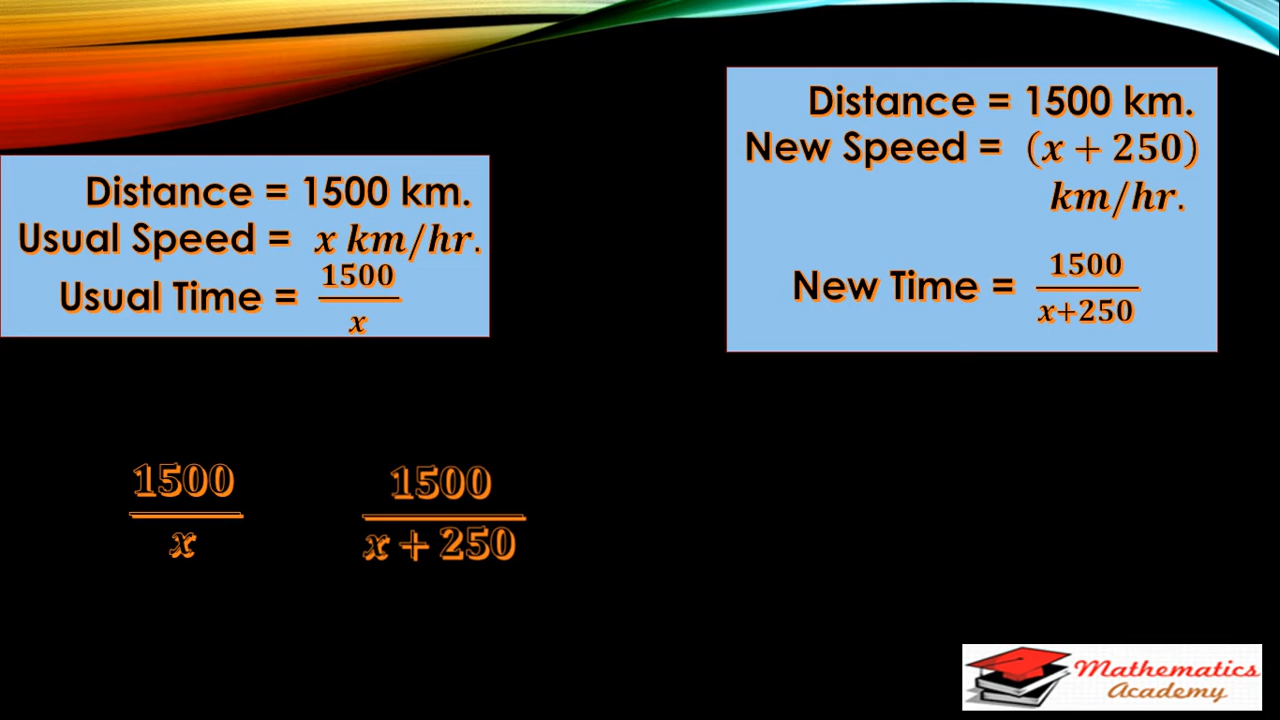 Distance = 1500 km.
Usual Speed = x km/hr.
Usual Time = 1500/x
Distance = 1500 km.
New Speed = (x + 250)
km/hr.
New Time = 1500/x+250
1500/x 1500/x + 250
Mathematics
Academy